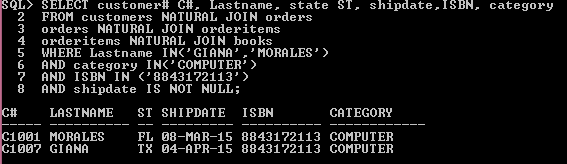 SQL> SELECT customer# C#, Lastname, state ST, shipdate,ISBN, category
2 FROM customers NATURAL JOIN orders
3 orders NATURAL JOIN orderitems
4 orderitems NATURAL JOIN books
5 WHERE Lastname IN('GIANA','MORALES')
6 AND category IN('COMPUTER')
7 AND ISBN IN ('8843172113')
8 AND shipdate IS NOT NULL;
C# LASTNAME ST SHIPDATE ISBN CATEGORY
----- ---------- -- --------- ---------- ------------
C1001 MORALES FL 08-MAR-15 8843172113 COMPUTER
C1007 GIANA TX 04-APR-15 8843172113 COMPUTER